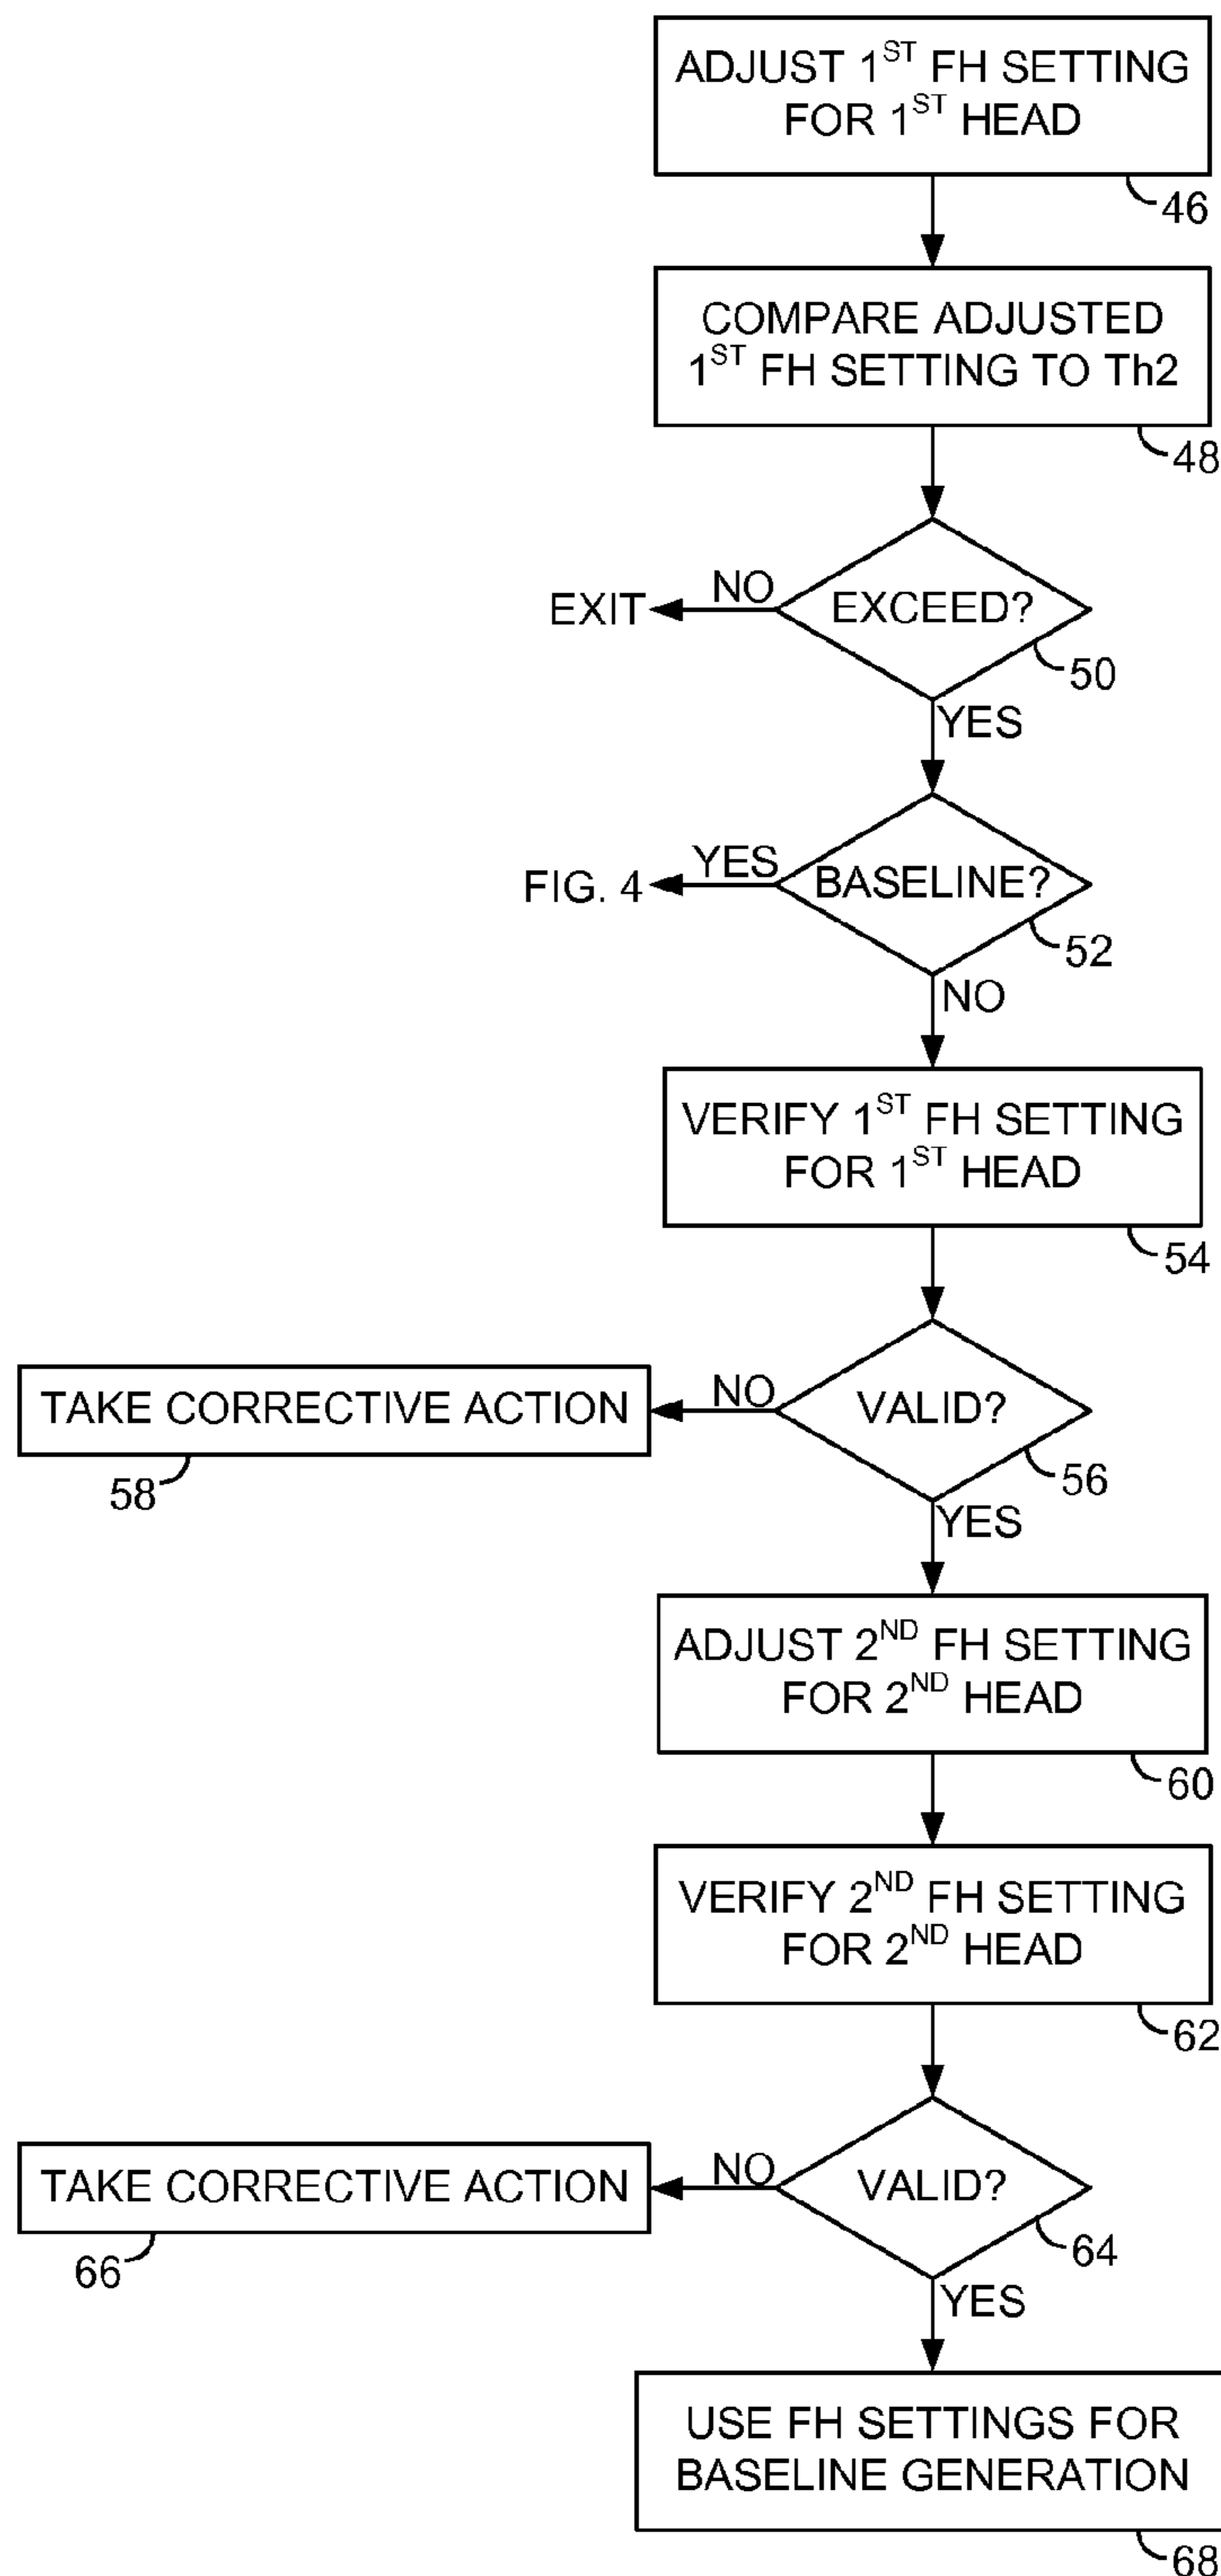 ADJUST 1ST FH SETTING
FOR 1ST HEAD
46
COMPARE ADJUSTED
1ST FH SETTING TO Th2
48
EXIT
NO
EXCEED?
50
YES
FIG. 4
YES
BASELINE?
52
NO
VERIFY 1ST FH SETTING
FOR 1ST HEAD
54
TAKE CORRECTIVE ACTION
58
NO
VALID?
56
YES
ADJUST 2ND FH SETTING
FOR 2ND HEAD
60
VERIFY 2ND FH SETTING
FOR 2ND HEAD
62
TAKE CORRECTIVE ACTION
66
NO
VALID?
64
YES
USE FH SETTINGS FOR
BASELINE GENERATION
68